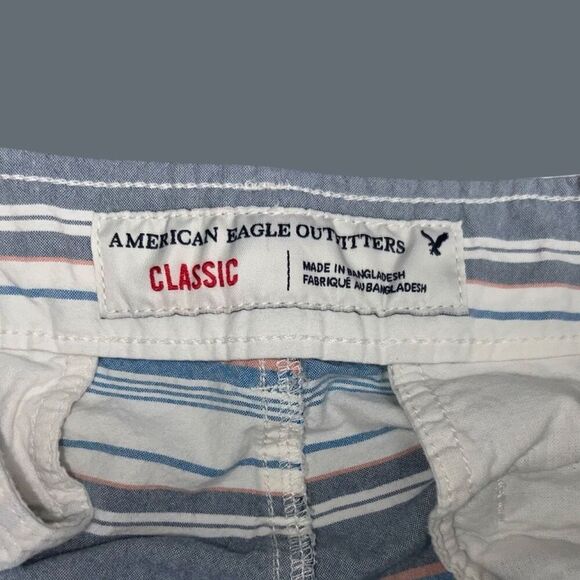 AMERICAN EAGLE OUTFITTERS
CLASSIC
MADE IN BANGLADESH
FABRIQUÉ AU BANGLADESH